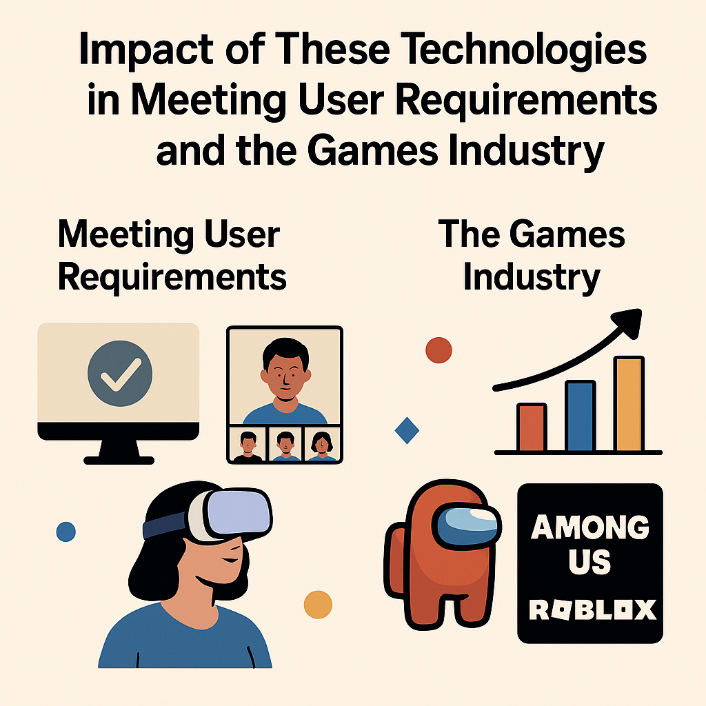 Impact of These Technologies
in Meeting User Requirements
and the Games Industry
Meeting User
Requirements
The Games
Industry
AMONG
US
ROBLOX